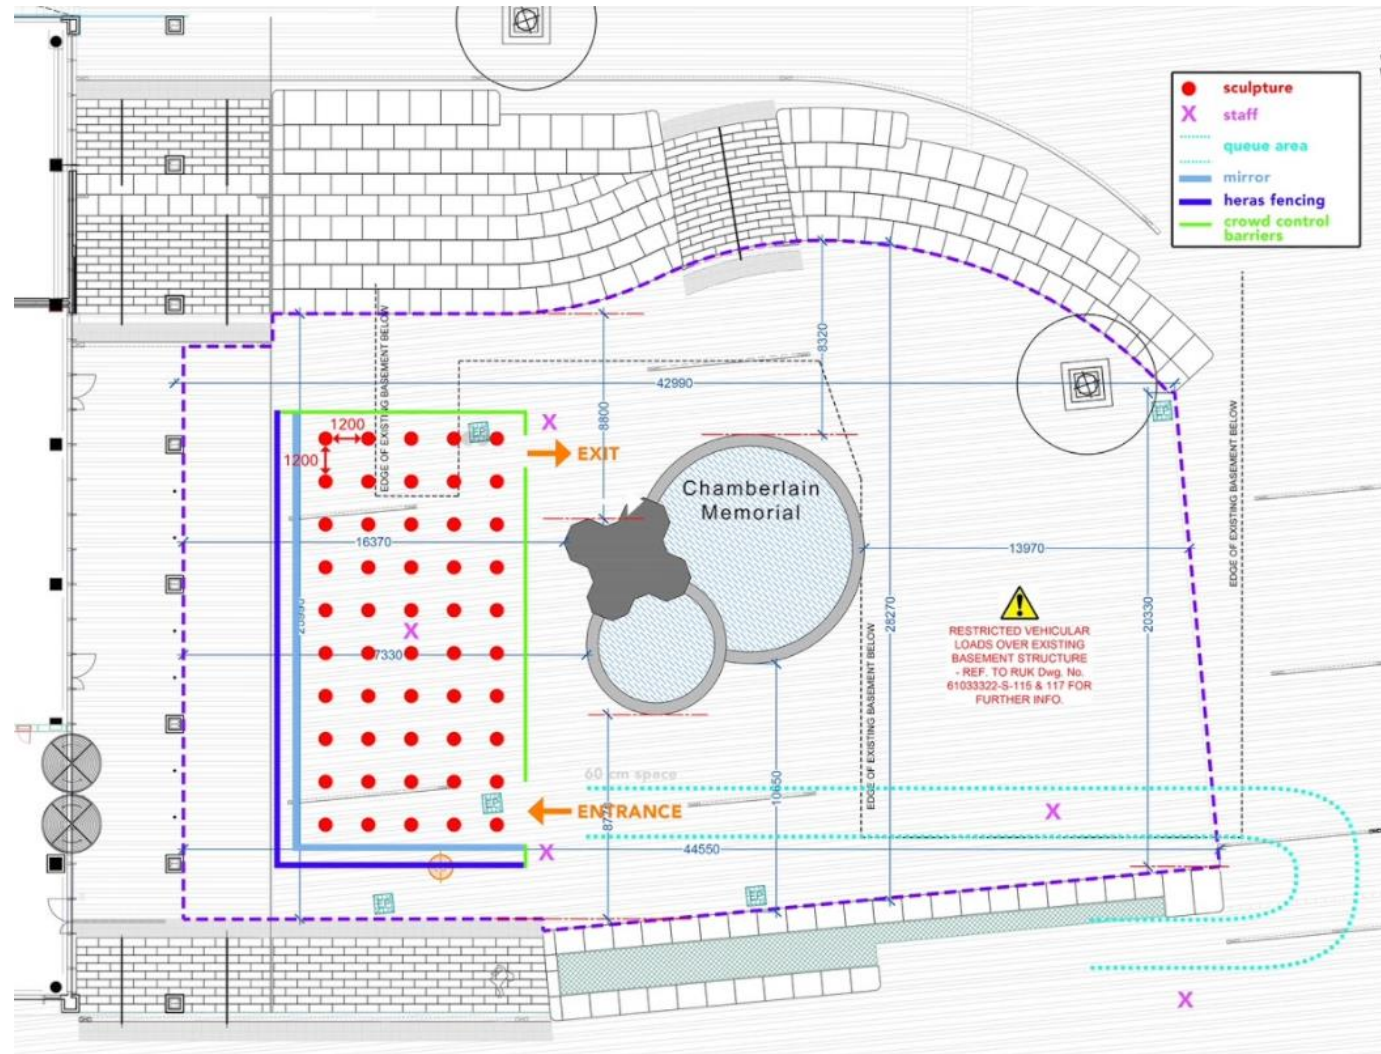 sculpture
X staff
queue area
mirror
heras fencing
crowd control
barriers
8320
EDGE OF EXISTING BASEMENT BELOW
42990
8800
1200
X
EXIT
1200
Chamberlain
Memorial
EDGE OF EXISTING BASEMENT BELOW
16370
13970
RESTRICTED VEHICULAR
LOADS OVER EXISTING
BASEMENT STRUCTURE
- REF. TO RUK Dwg. No.
61033322-S-115 & 117 FOR
FURTHER INFO.
28270
20330
X
7330
EDGE OF EXISTING BASEMENT BELOW
60 cm space
10650
ENTRANCE
X
X
44550
X